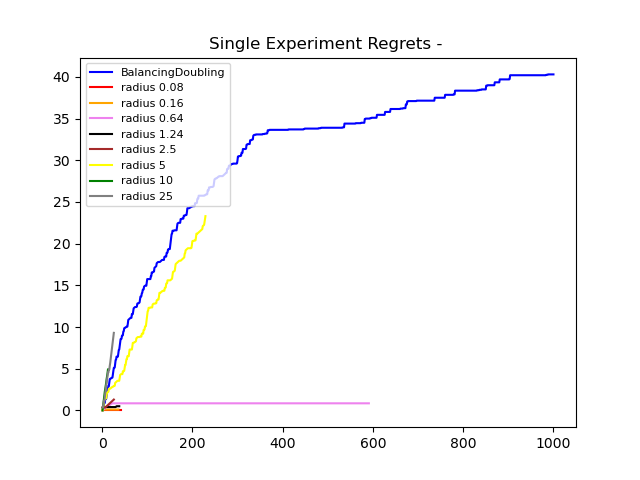 Single Experiment Regrets -
BalancingDoubling
radius 0.08
radius 0.16
radius 0.64
radius 1.24
radius 2.5
radius 5
radius 10
radius 25
40
35
30
25
20
15
10
5
0
0 200 400 600 800 1000